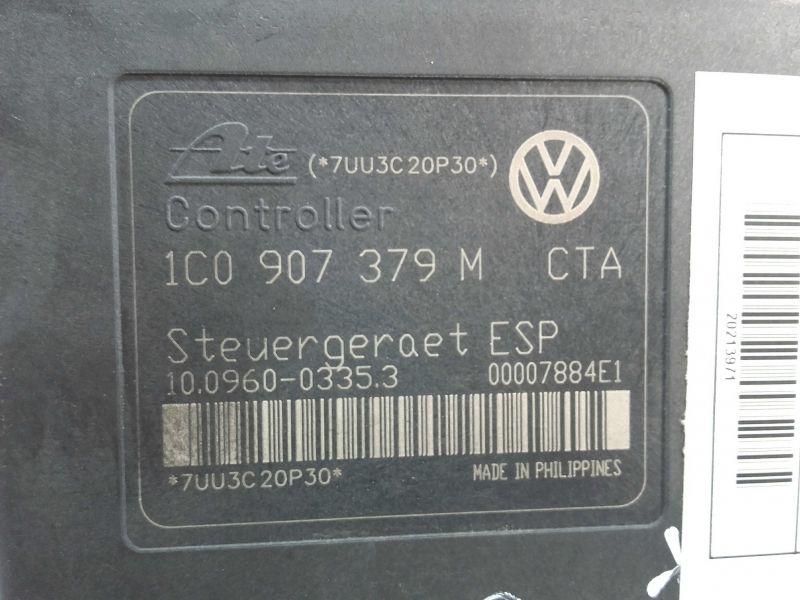 Ate (*7UU3C20P30*)
Controller
1C0 907 379 M CTA
Steuergeraet ESP
10.0960-0335.3 00007884E1
*7UU3C20P30* MADE IN PHILIPPINES
20213971